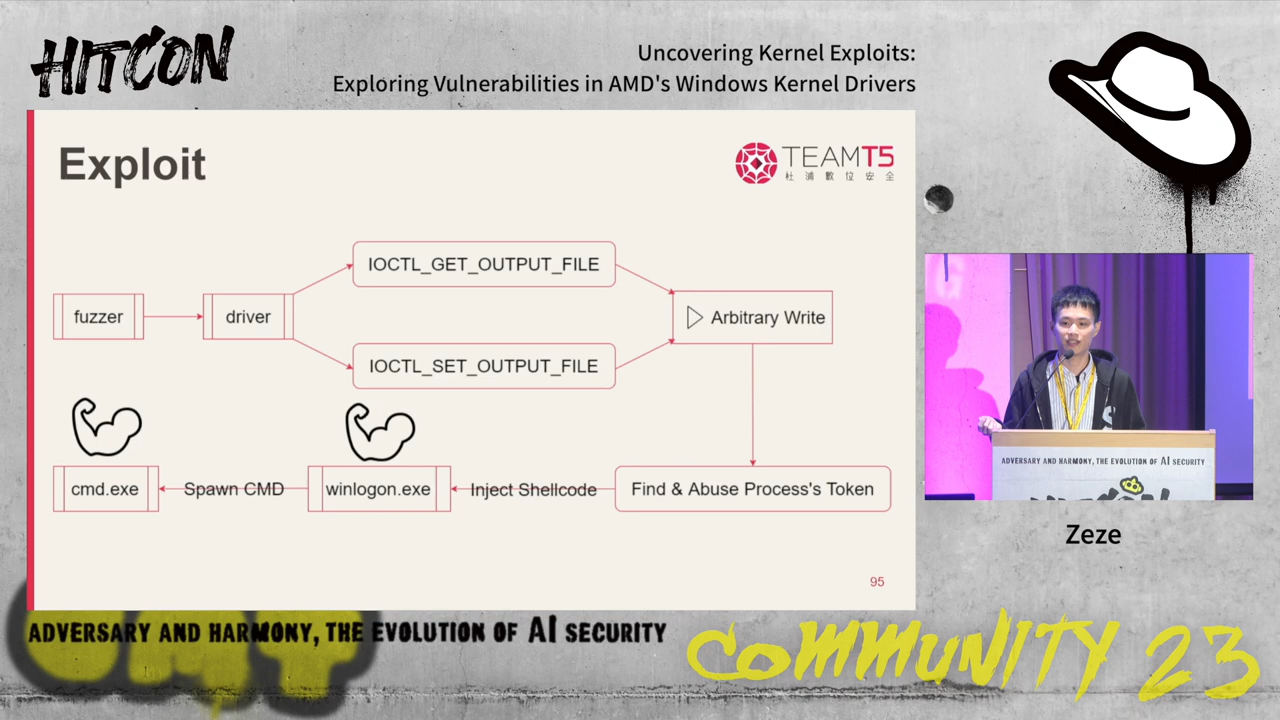 HITCON
Uncovering Kernel Exploits:
Exploring Vulnerabilities in AMD's Windows Kernel Drivers
Exploit
TEAMT5
杜浦數位安全
IOCTL_GET_OUTPUT_FILE
fuzzer
driver
Arbitrary Write
IOCTL_SET_OUTPUT_FILE
cmd.exe
Spawn CMD
winlogon.exe
Inject Shellcode
Find & Abuse Process's Token
95
ADVERSARY AND HARMONY, THE EVOLUTION OF AI SECURITY
Zeze
ADVERSARY AND HARMONY, THE EVOLUTION OF AI SECURITY
COMMUNITY 23